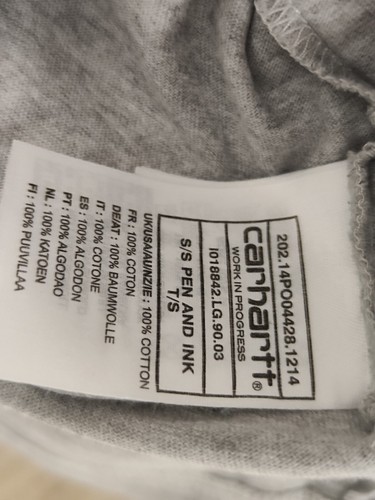 202.14PO04428.1214
carhartt®
WORK IN PROGRESS
I018842.LG.90.03
S/S PEN AND INK
T/S
UK/USA/AU/NZ/IE : 100% COTTON
FR : 100% COTON
DE/AT : 100% BAUMWOLLE
IT : 100% COTONE
ES : 100% ALGODON
PT : 100% ALGODAO
NL : 100% KATOEN
FI : 100% PUUVILLAA